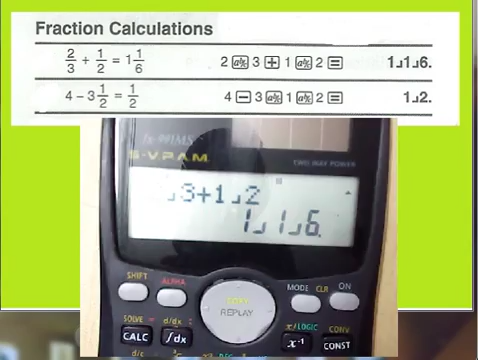 Fraction Calculations
2/3 + 1/2 = 1 1/6   2 a b/c 3 + 1 a b/c 2 =   1⌟1⌟6.
4 − 3 1/2 = 1/2   4 − 3 a b/c 1 a b/c 2 =   1⌟2.
fx-991MS
S-V.P.A.M.   TWO WAY POWER
⌟3+1⌟2
1⌟1⌟6.
SHIFT   ALPHA   MODE CLR   ON
COPY
REPLAY
SOLVE =   d/dx :   x!LOGIC   CONV
CALC   ∫dx   x⁻¹   CONST
d/c